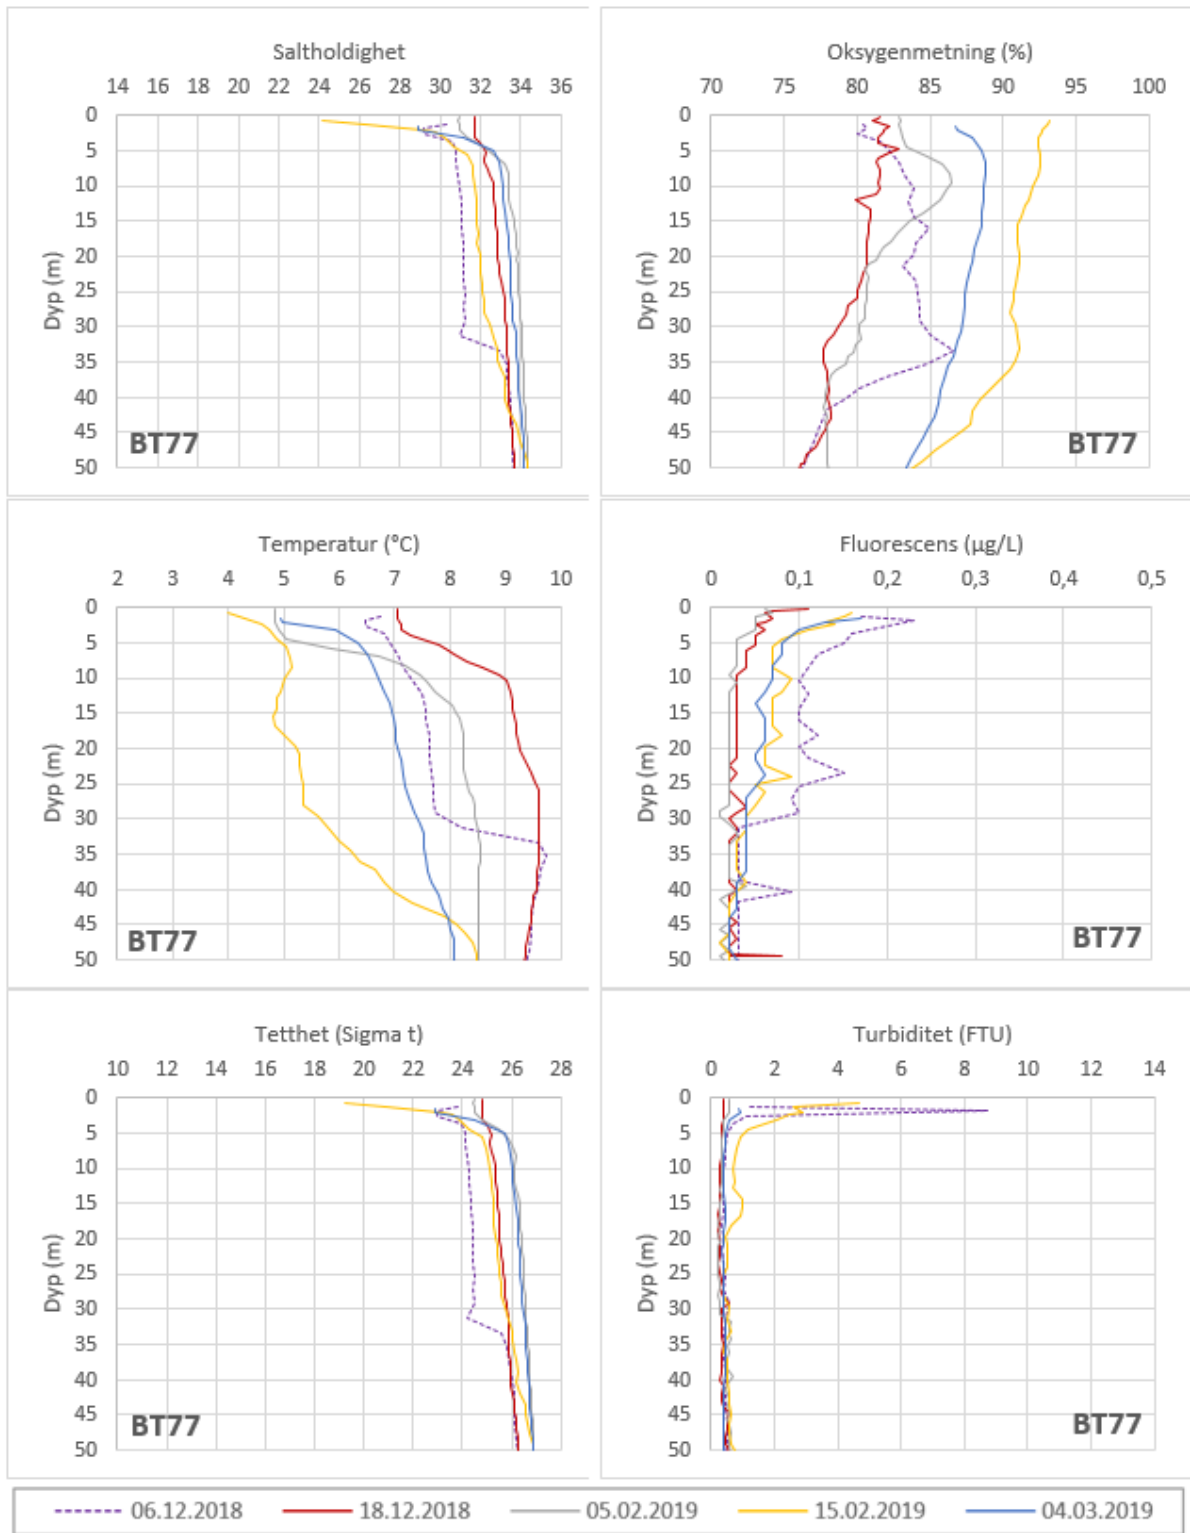 Saltholdighet
14 16 18 20 22 24 26 28 30 32 34 36
0
5
10
15
20
25
30
35
40
45
50
Dyp (m)
BT77
Oksygenmetning (%)
70 75 80 85 90 95 100
0
5
10
15
20
25
30
35
40
45
50
Dyp (m)
BT77
Temperatur (°C)
2 3 4 5 6 7 8 9 10
0
5
10
15
20
25
30
35
40
45
50
Dyp (m)
BT77
Fluorescens (µg/L)
0 0,1 0,2 0,3 0,4 0,5
0
5
10
15
20
25
30
35
40
45
50
Dyp (m)
BT77
Tetthet (Sigma t)
10 12 14 16 18 20 22 24 26 28
0
5
10
15
20
25
30
35
40
45
50
Dyp (m)
BT77
Turbiditet (FTU)
0 2 4 6 8 10 12 14
0
5
10
15
20
25
30
35
40
45
50
Dyp (m)
BT77
06.12.2018 18.12.2018 05.02.2019 15.02.2019 04.03.2019